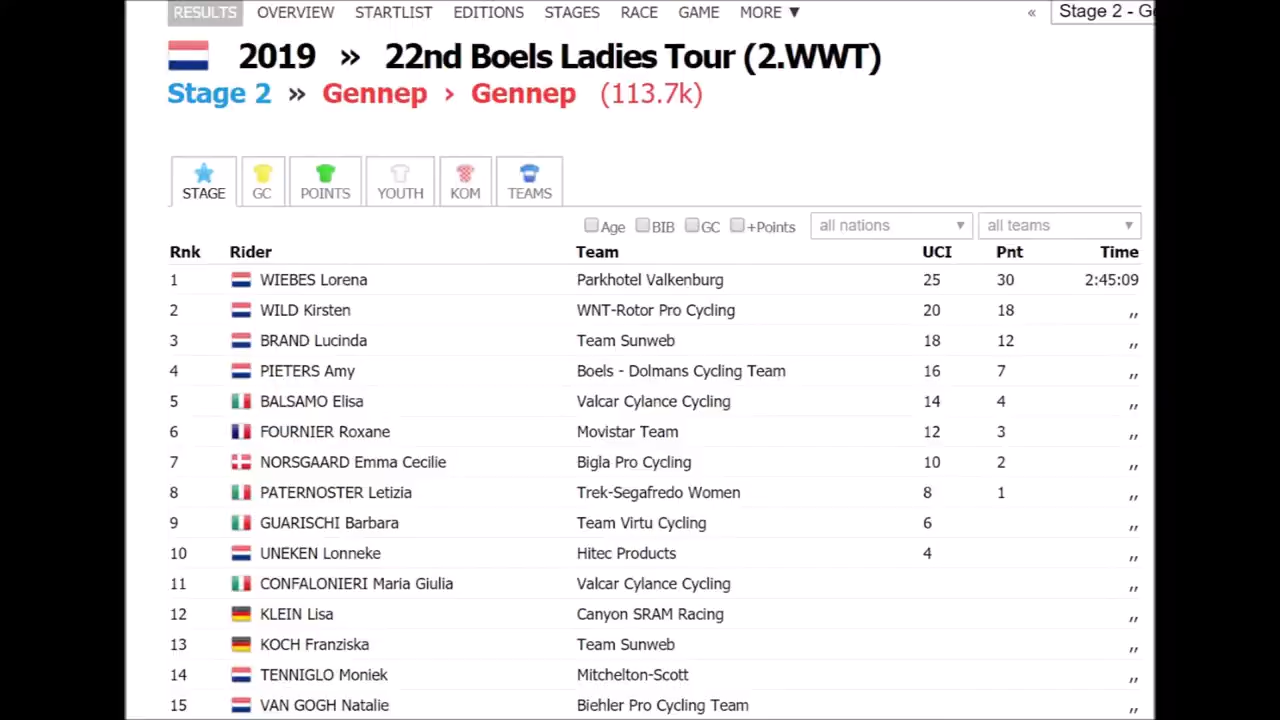 RESULTS OVERVIEW STARTLIST EDITIONS STAGES RACE GAME MORE ▼ « Stage 2 - G
2019 » 22nd Boels Ladies Tour (2.WWT)
Stage 2 » Gennep › Gennep (113.7k)
STAGE GC POINTS YOUTH KOM TEAMS
Age BIB GC +Points all nations ▼ all teams ▼
Rnk Rider Team UCI Pnt Time
1 WIEBES Lorena Parkhotel Valkenburg 25 30 2:45:09
2 WILD Kirsten WNT-Rotor Pro Cycling 20 18 ,,
3 BRAND Lucinda Team Sunweb 18 12 ,,
4 PIETERS Amy Boels - Dolmans Cycling Team 16 7 ,,
5 BALSAMO Elisa Valcar Cylance Cycling 14 4 ,,
6 FOURNIER Roxane Movistar Team 12 3 ,,
7 NORSGAARD Emma Cecilie Bigla Pro Cycling 10 2 ,,
8 PATERNOSTER Letizia Trek-Segafredo Women 8 1 ,,
9 GUARISCHI Barbara Team Virtu Cycling 6 ,,
10 UNEKEN Lonneke Hitec Products 4 ,,
11 CONFALONIERI Maria Giulia Valcar Cylance Cycling ,,
12 KLEIN Lisa Canyon SRAM Racing ,,
13 KOCH Franziska Team Sunweb ,,
14 TENNIGLO Moniek Mitchelton-Scott ,,
15 VAN GOGH Natalie Biehler Pro Cycling Team ,,